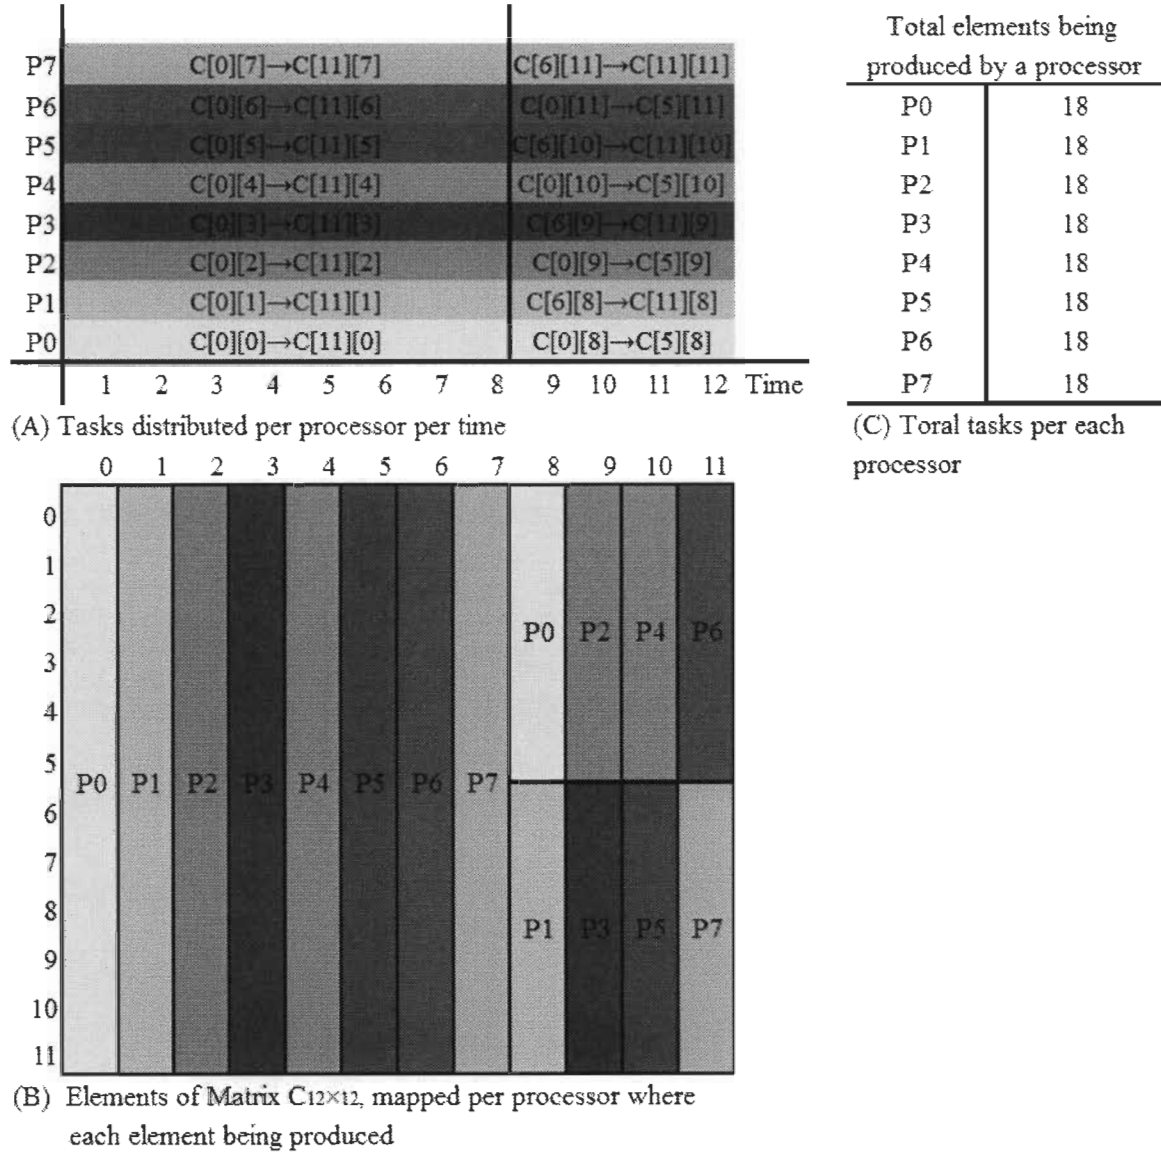 P7 C[0][7]→C[11][7] C[6][11]→C[11][11]
P6 C[0][6]→C[11][6] C[0][11]→C[5][11]
P5 C[0][5]→C[11][5] C[6][10]→C[11][10]
P4 C[0][4]→C[11][4] C[0][10]→C[5][10]
P3 C[0][3]→C[11][3] C[6][9]→C[11][9]
P2 C[0][2]→C[11][2] C[0][9]→C[5][9]
P1 C[0][1]→C[11][1] C[6][8]→C[11][8]
P0 C[0][0]→C[11][0] C[0][8]→C[5][8]
1 2 3 4 5 6 7 8 9 10 11 12 Time
(A) Tasks distributed per processor per time
Total elements being
produced by a processor
P0 18
P1 18
P2 18
P3 18
P4 18
P5 18
P6 18
P7 18
(C) Toral tasks per each
processor
0 1 2 3 4 5 6 7 8 9 10 11
0
1
2
P0 P2 P4 P6
3
4
5
P0 P1 P2 P3 P4 P5 P6 P7
6
7
8
P1 P3 P5 P7
9
10
11
(B) Elements of Matrix C12×12, mapped per processor where
each element being produced